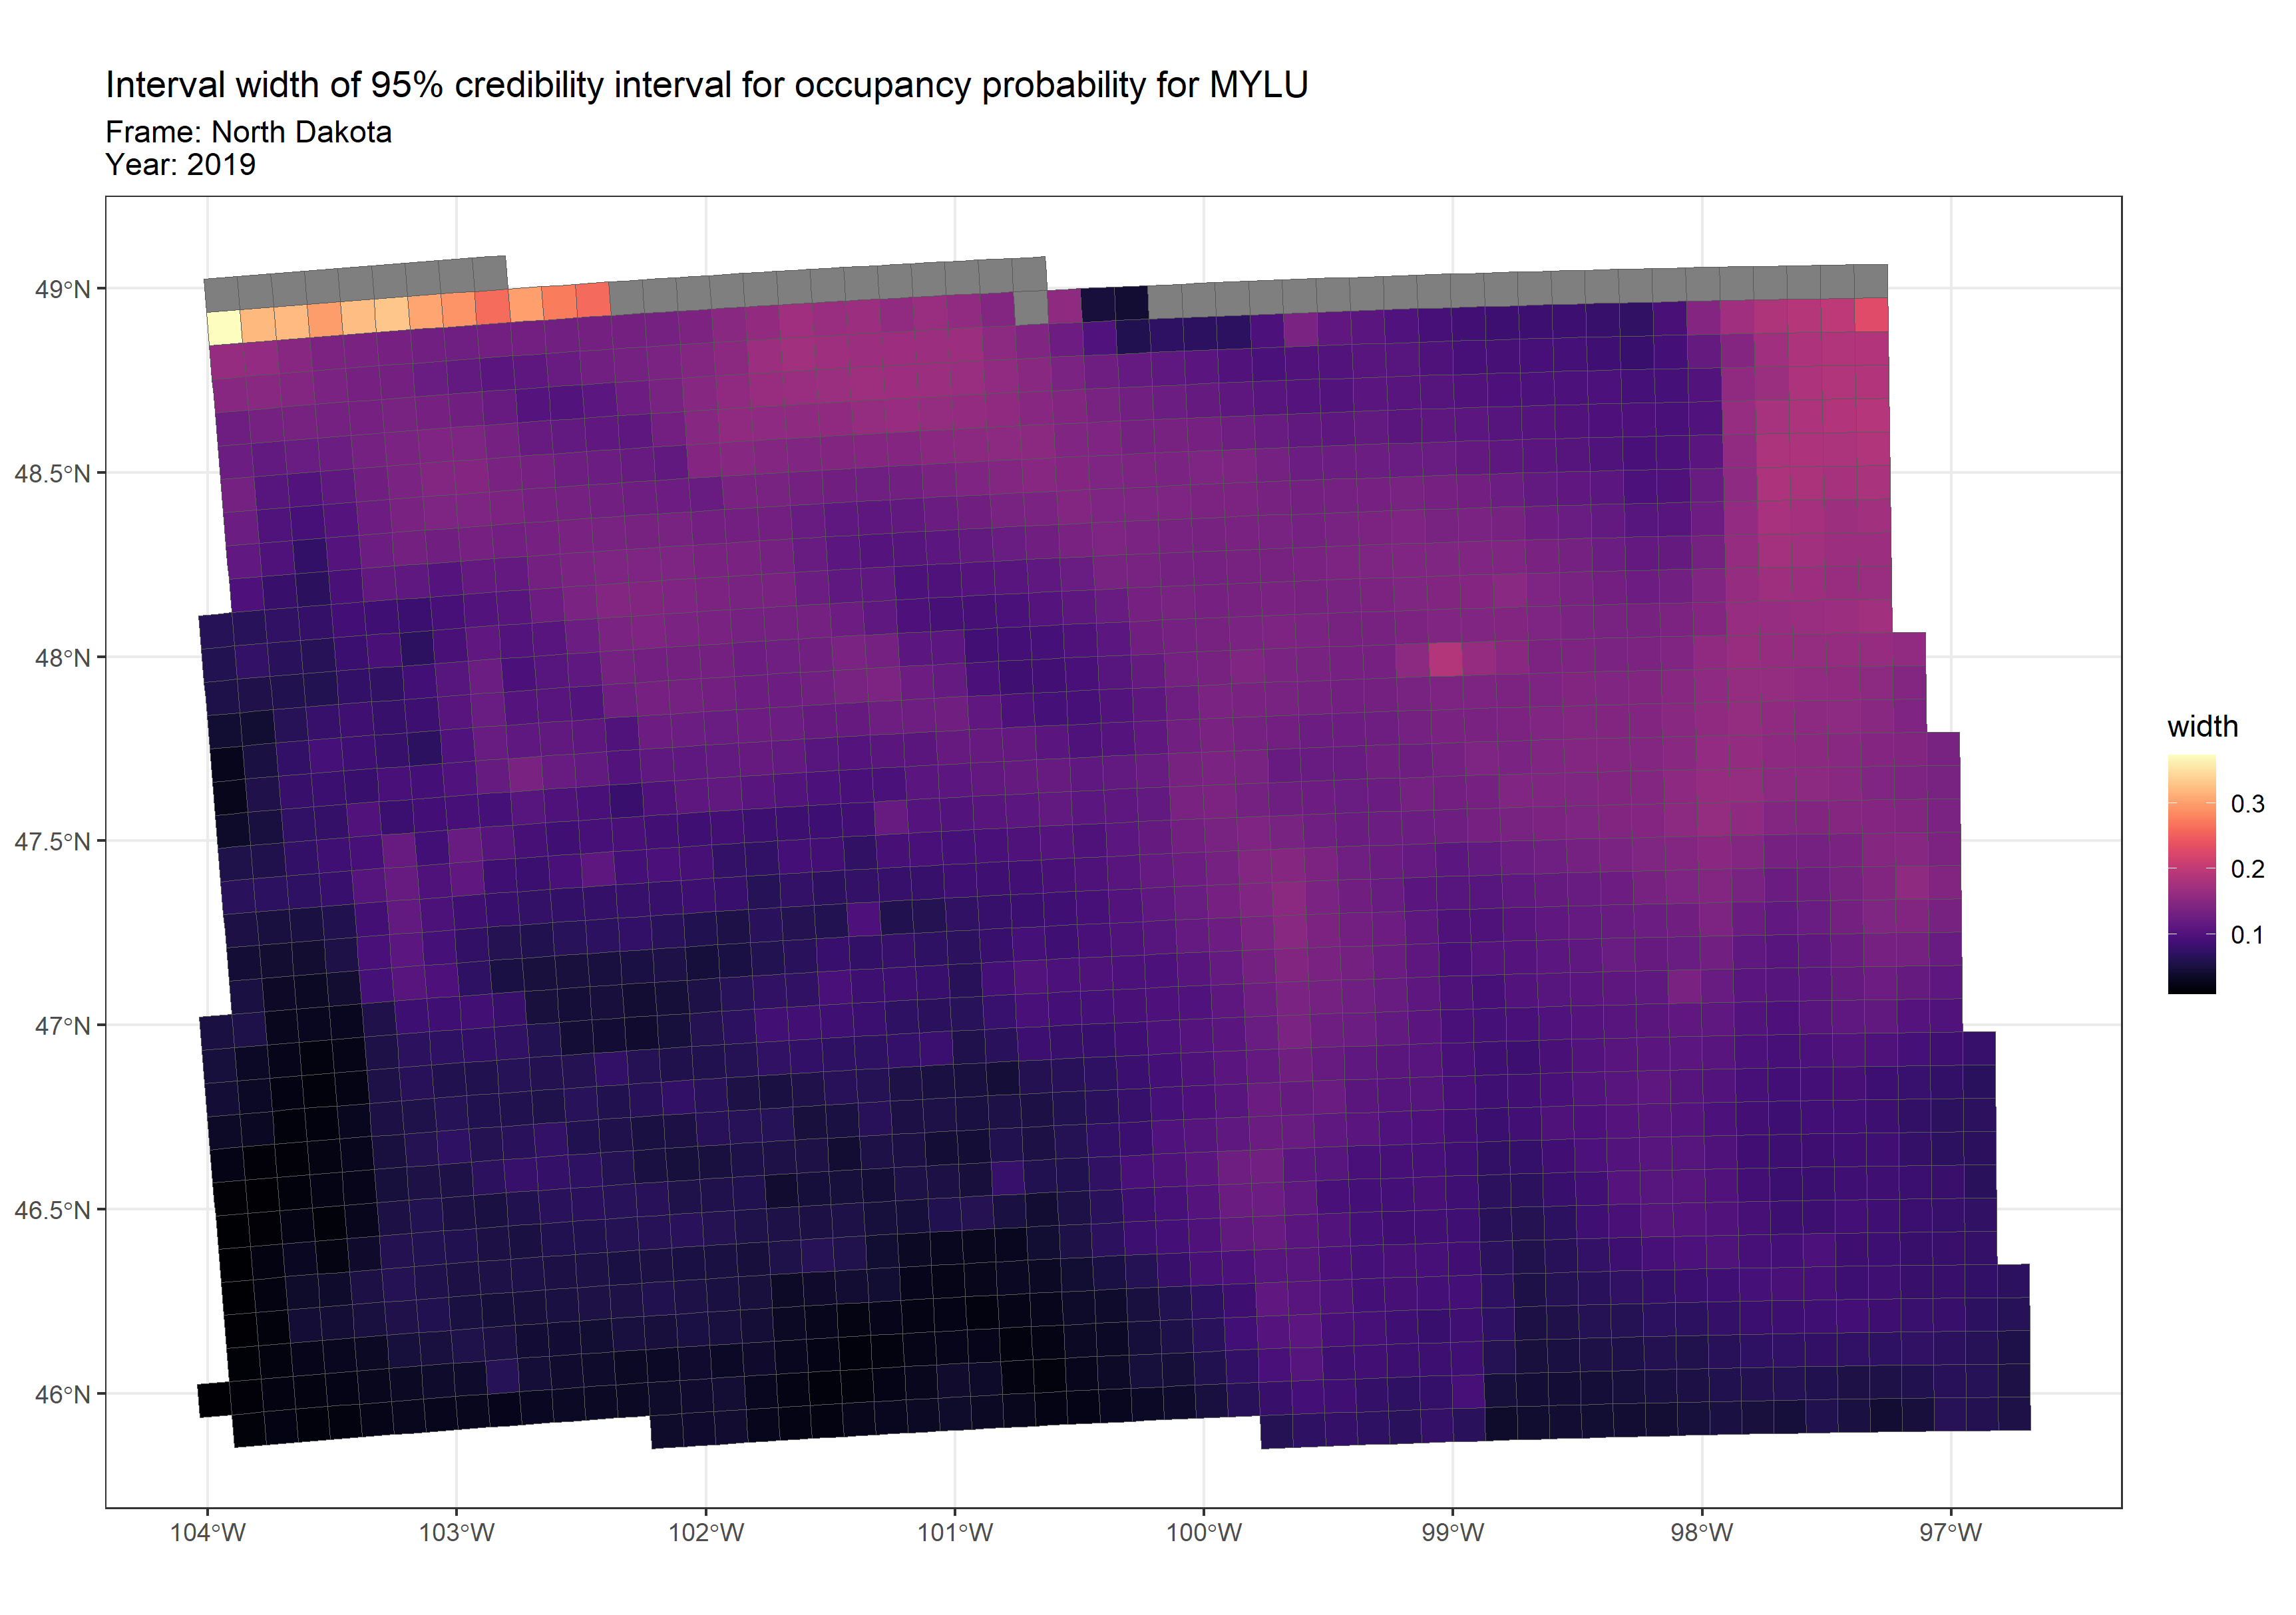 Interval width of 95% credibility interval for occupancy probability for MYLU
Frame: North Dakota
Year: 2019
49°N
48.5°N
48°N
47.5°N
47°N
46.5°N
46°N
104°W
103°W
102°W
101°W
100°W
99°W
98°W
97°W
width
0.3
0.2
0.1